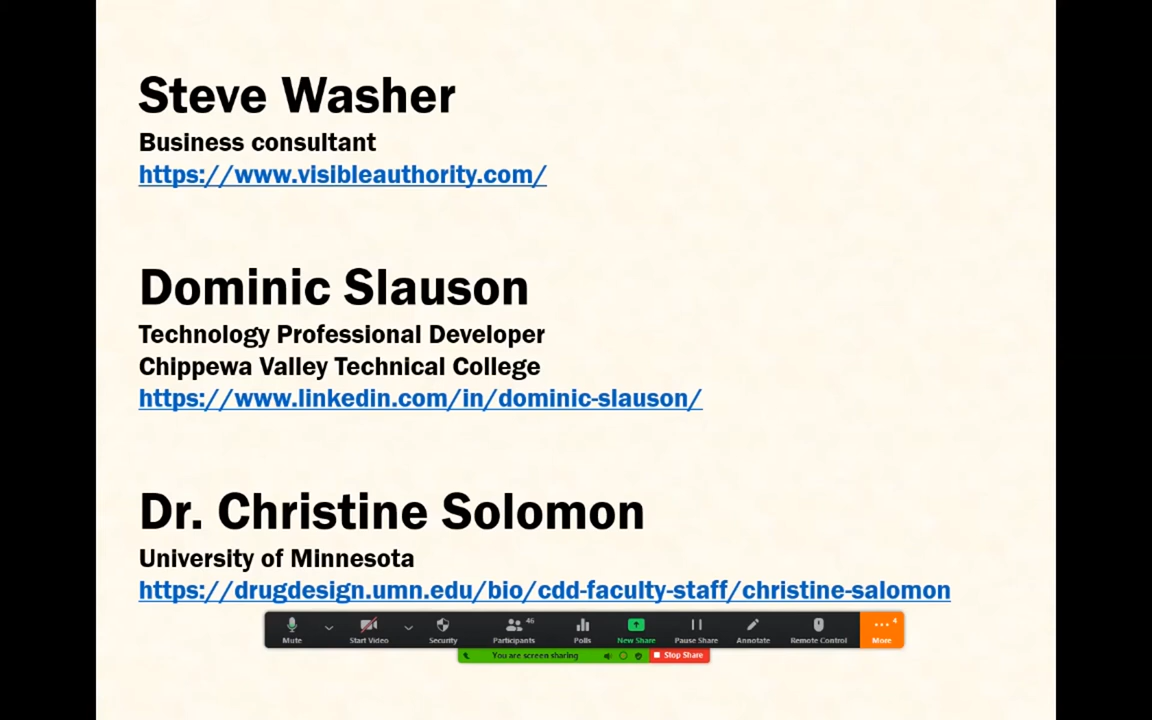 Steve Washer
Business consultant
https://www.visibleauthority.com/
Dominic Slauson
Technology Professional Developer
Chippewa Valley Technical College
https://www.linkedin.com/in/dominic-slauson/
Dr. Christine Solomon
University of Minnesota
https://drugdesign.umn.edu/bio/cdd-faculty-staff/christine-salomon
46 4
Mute Start Video Security Participants Polls New Share Pause Share Annotate Remote Control More
You are screen sharing Stop Share